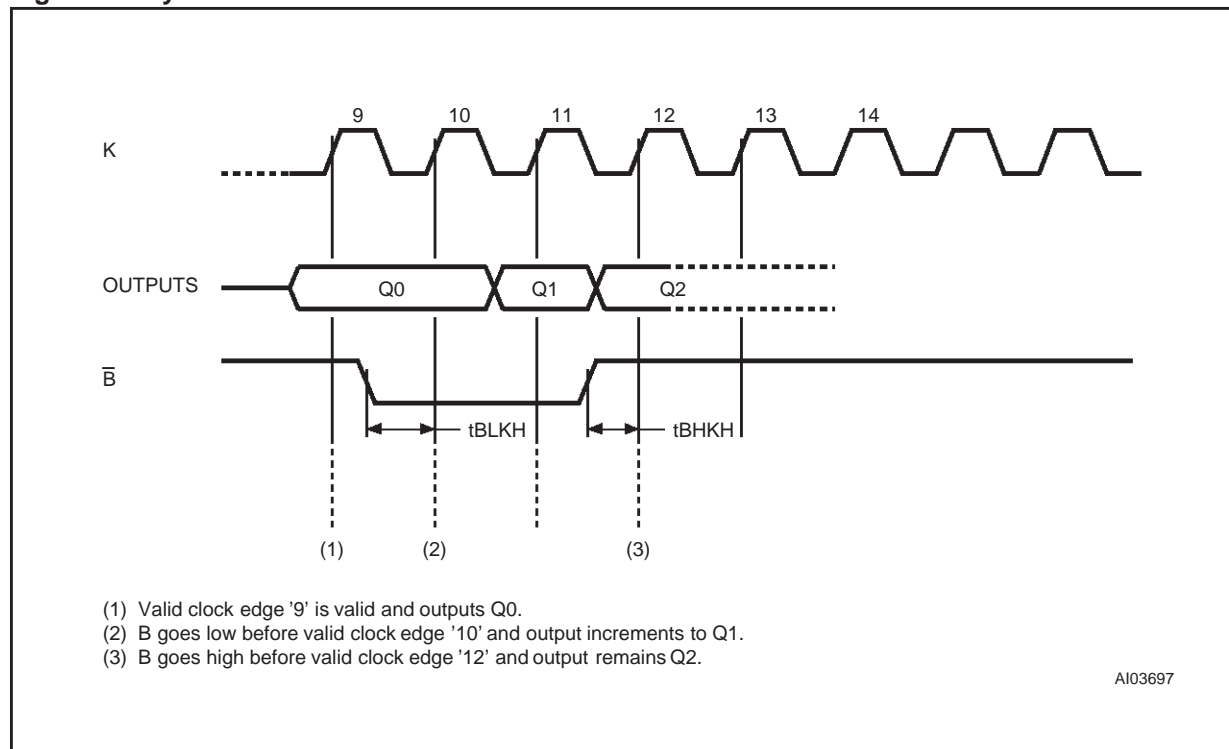 9 10 11 12 13 14
K
OUTPUTS Q0 Q1 Q2
B̅
tBLKH tBHKH
(1) (2) (3)
(1) Valid clock edge '9' is valid and outputs Q0.
(2) B goes low before valid clock edge '10' and output increments to Q1.
(3) B goes high before valid clock edge '12' and output remains Q2.
AI03697